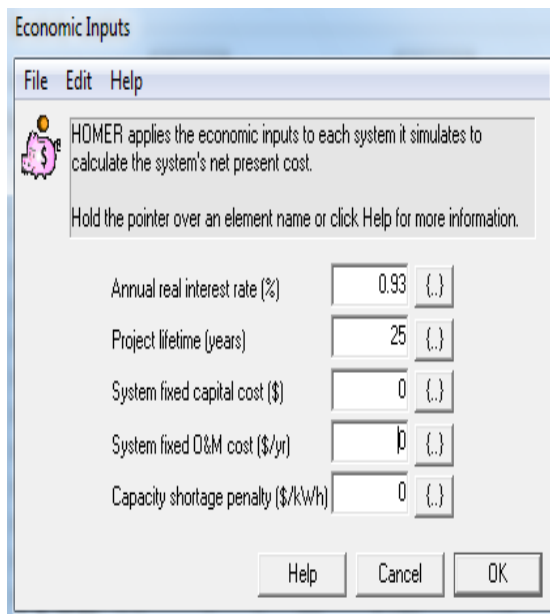 Economic Inputs
File Edit Help
HOMER applies the economic inputs to each system it simulates to
calculate the system's net present cost.
Hold the pointer over an element name or click Help for more information.
Annual real interest rate (%) 0.93 {..}
Project lifetime (years) 25 {..}
System fixed capital cost ($) 0 {..}
System fixed O&M cost ($/yr) 0 {..}
Capacity shortage penalty ($/kWh) 0 {..}
Help Cancel OK